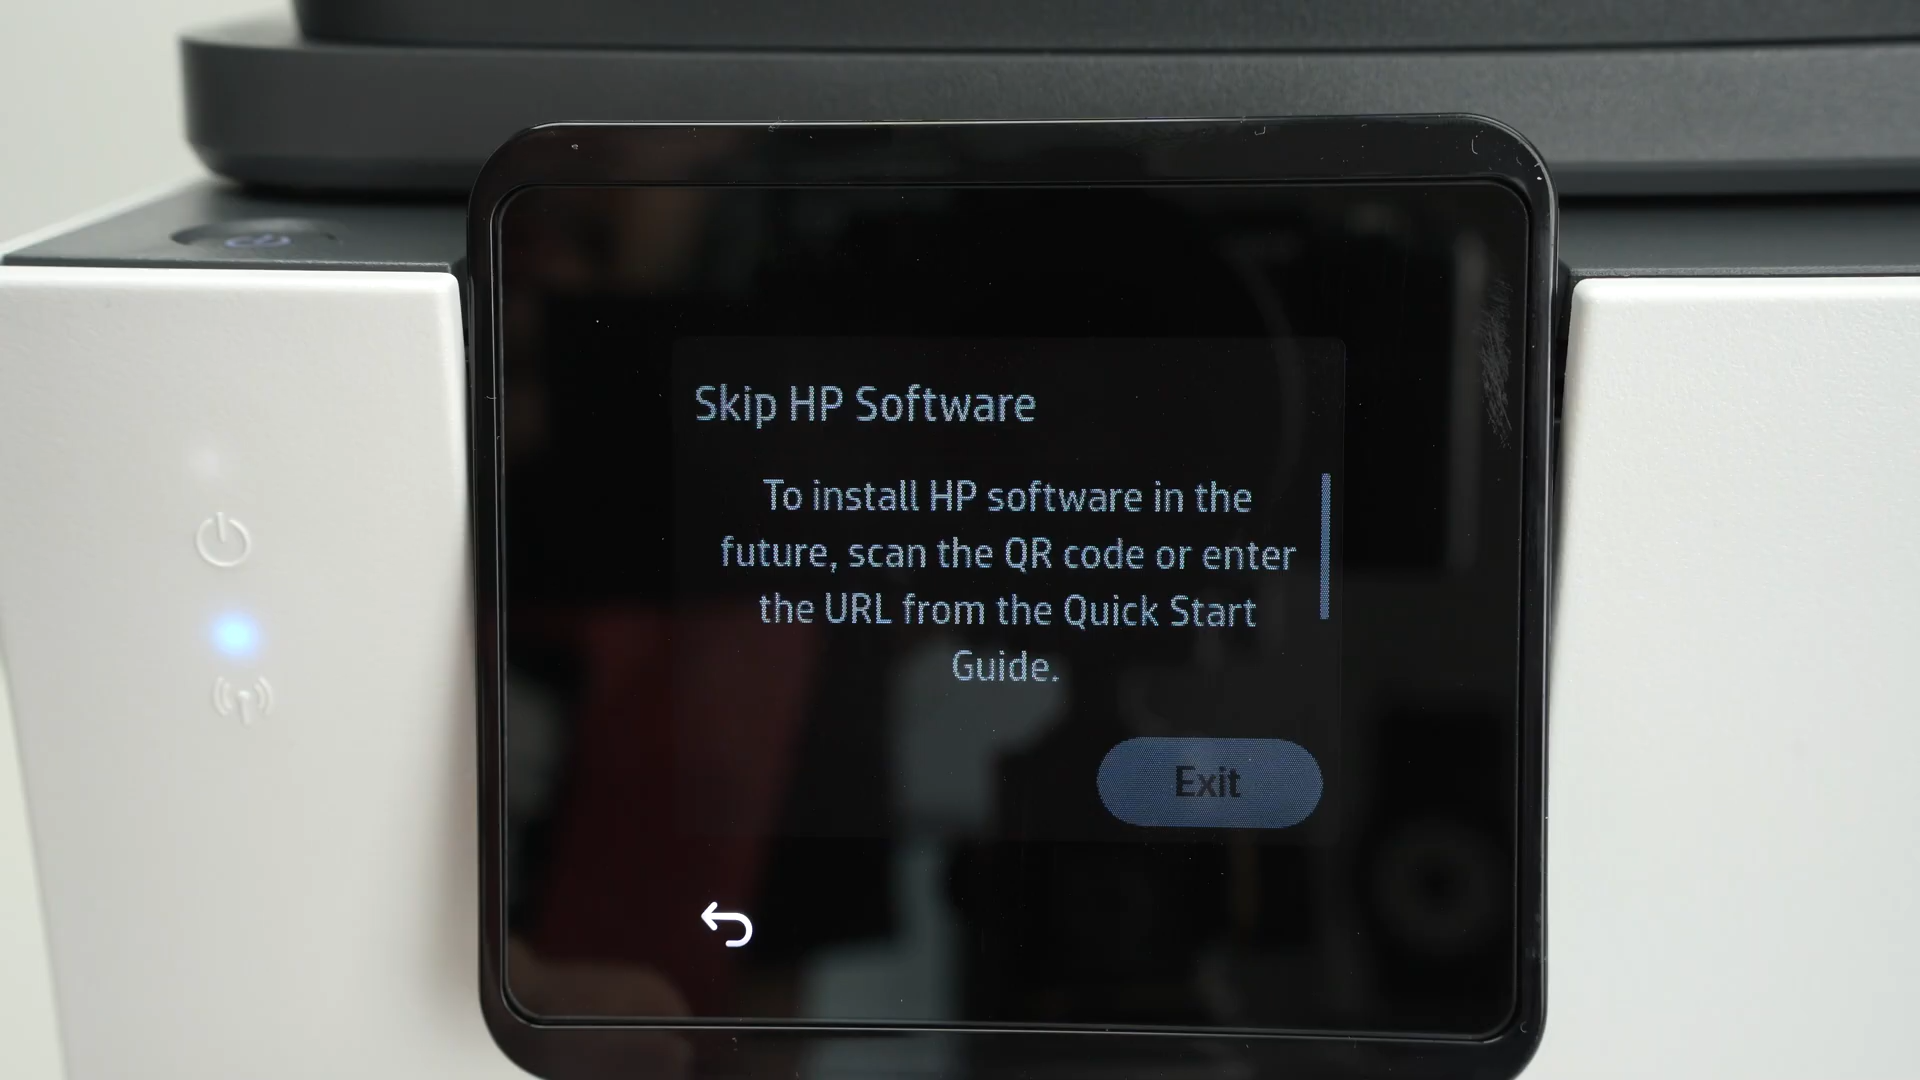 Skip HP Software
To install HP software in the
future, scan the QR code or enter
the URL from the Quick Start
Guide.
Exit